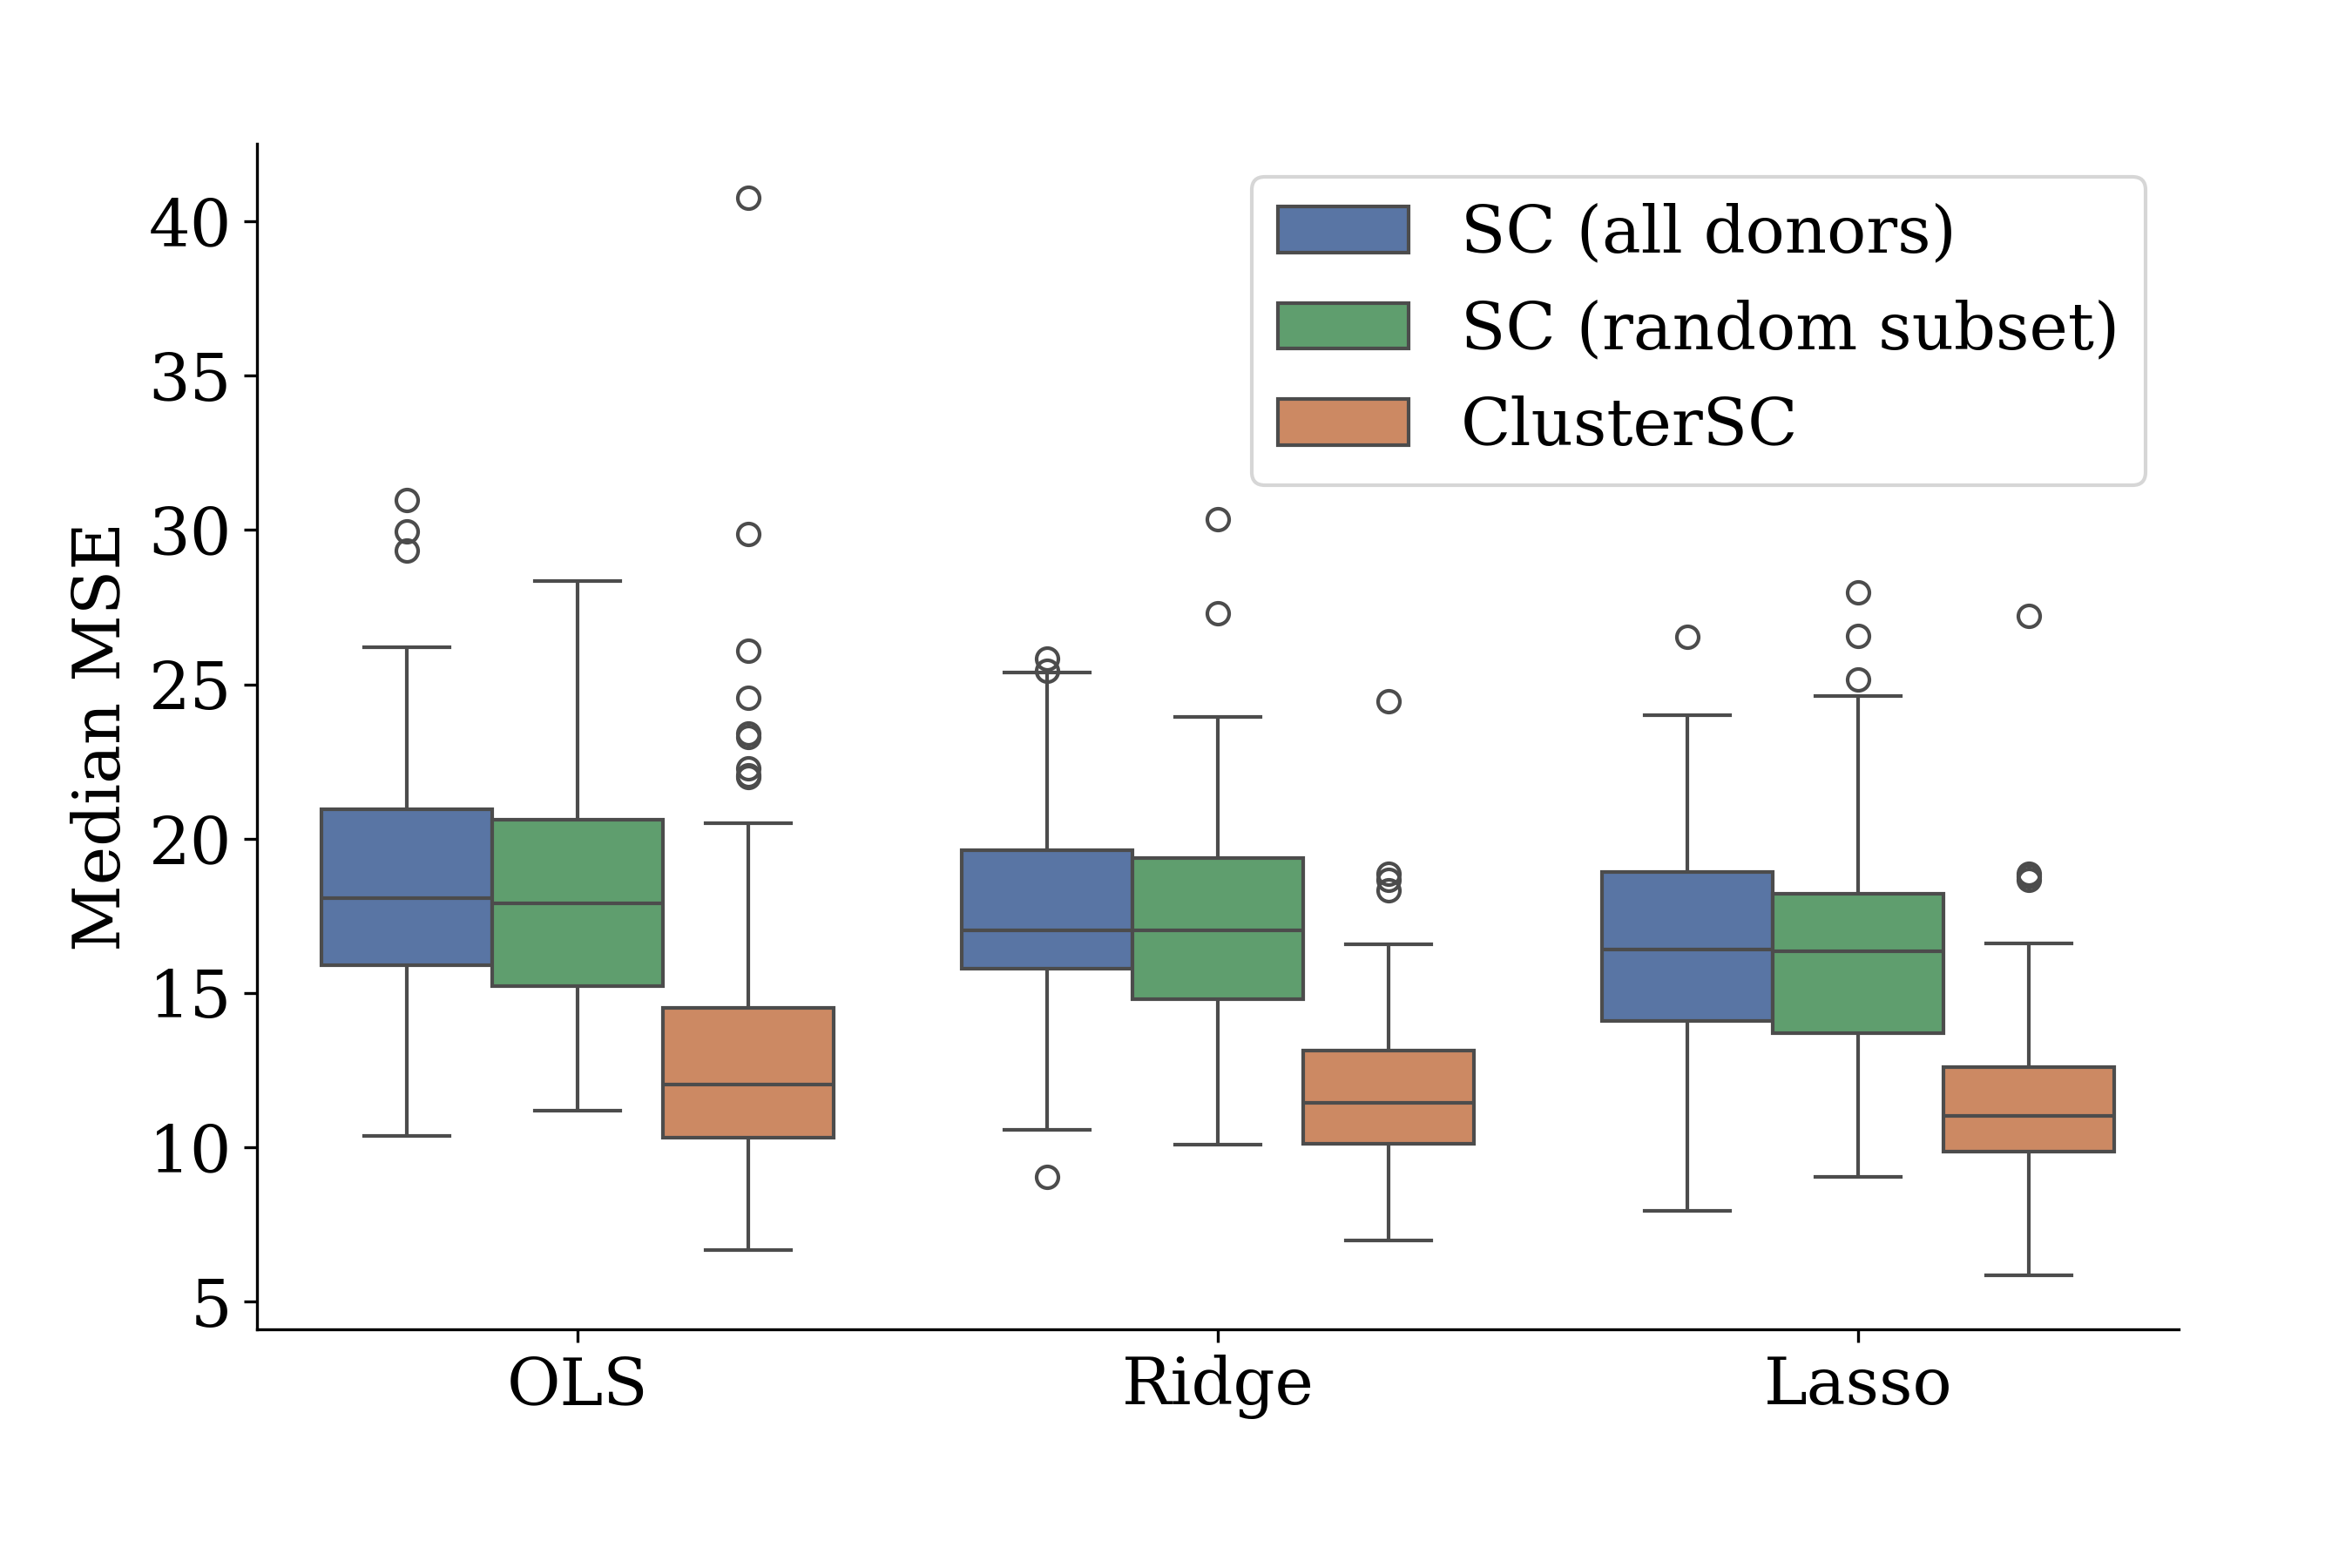 SC (all donors)
SC (random subset)
ClusterSC
Median MSE
40
35
30
25
20
15
10
5
OLS
Ridge
Lasso